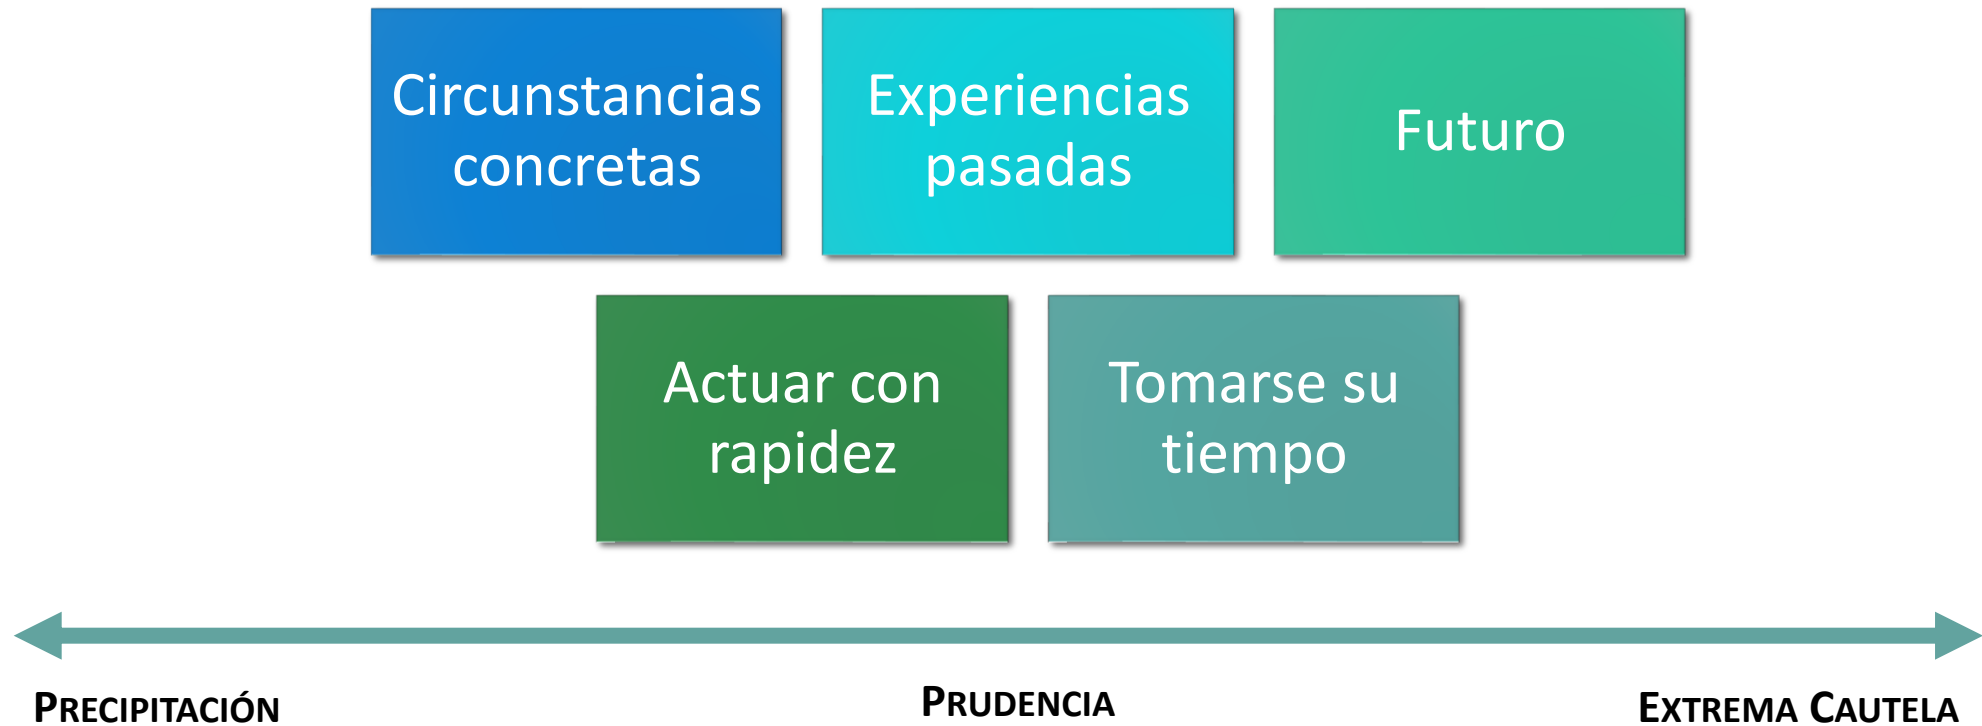 Circunstancias
concretas
Experiencias
pasadas
Futuro
Actuar con
rapidez
Tomarse su
tiempo
PRECIPITACIÓN
PRUDENCIA
EXTREMA CAUTELA